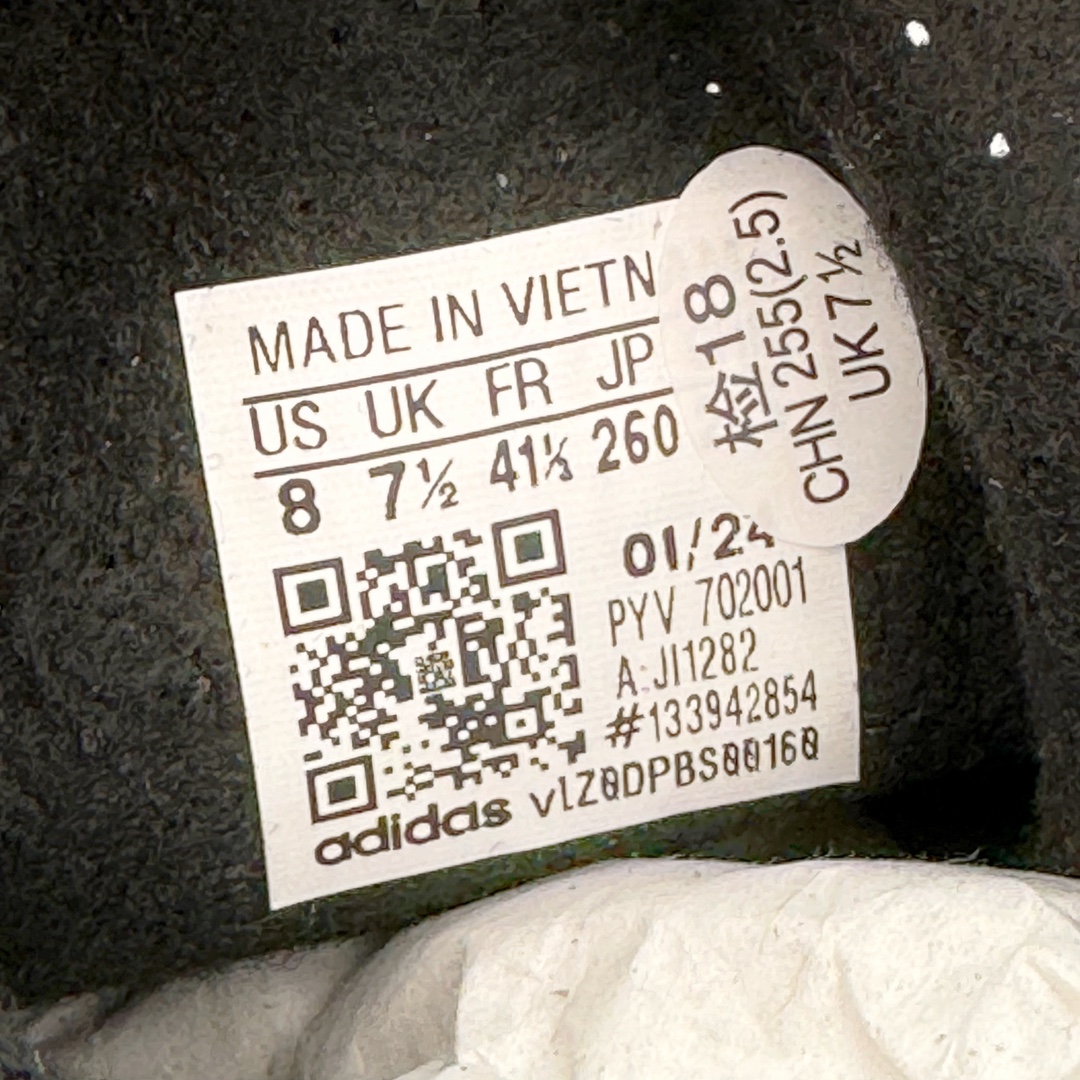 MADE IN VIETN
US UK FR JP
8 7½ 41⅓ 260
01/24
PYV 702001
A: JI1282
#133942854
adidas vlZ0DPBS00160
检18
CHN 255(2.5)
UK 7½